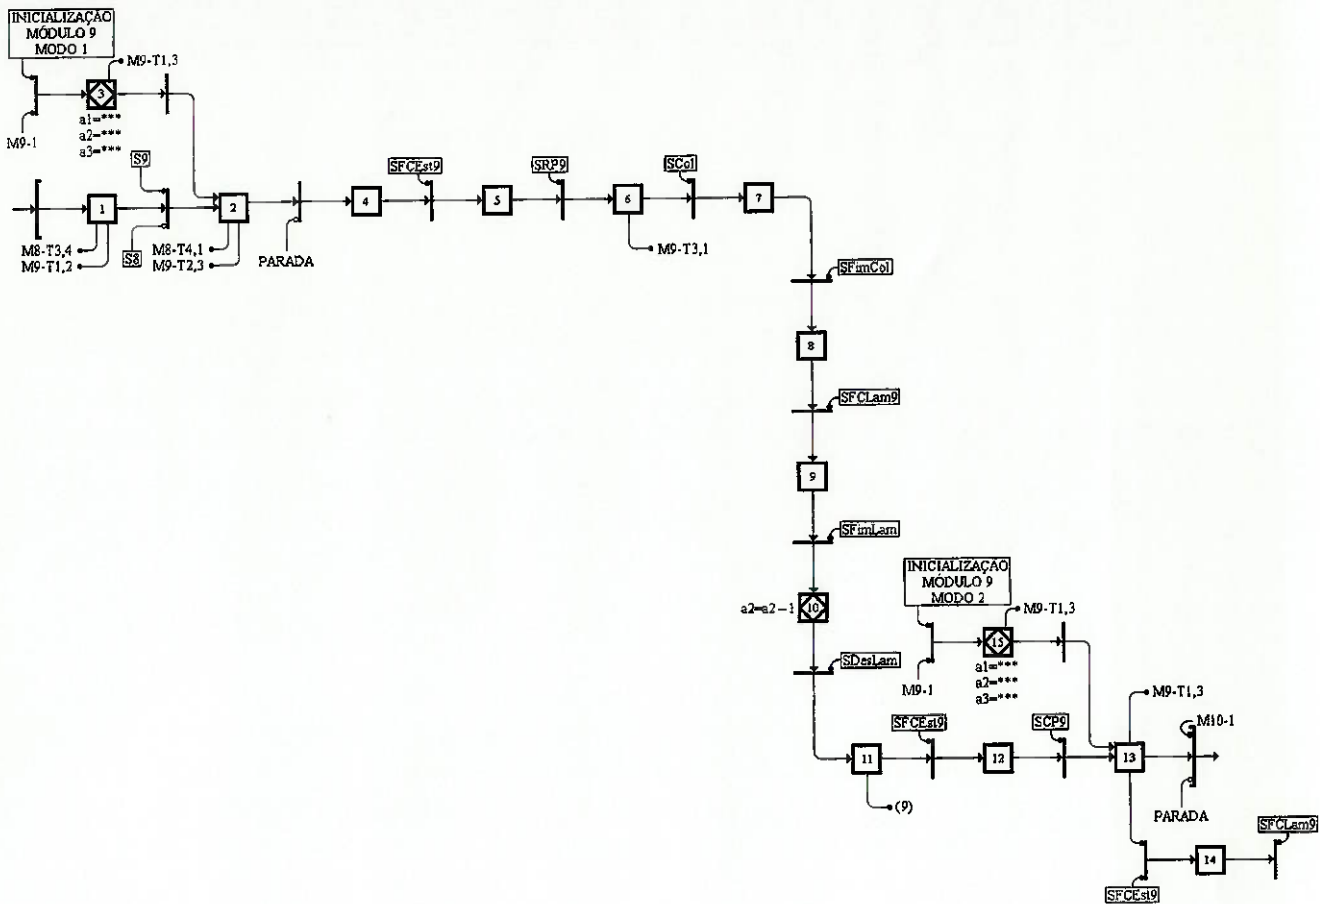 INICIALIZAÇÃO
MÓDULO 9
MODO 1
M9-T1,3
3
a1=***
a2=***
a3=***
M9-1
S9
SFCEst9
SRP9
SCol
1
2
4
5
6
7
M8-T3,4
M9-T1,2
S8
M8-T4,1
M9-T2,3
PARADA
M9-T3,1
SFimCol
8
SFCLam9
9
SFimLam
INICIALIZAÇÃO
MÓDULO 9
MODO 2
a2=a2-1
10
M9-T1,3
15
a1=***
a2=***
a3=***
SDesLam
M9-1
M9-T1,3
SFCEst9
SCP9
M10-1
11
12
13
(9)
PARADA
SFCLam9
14
SFCEst9